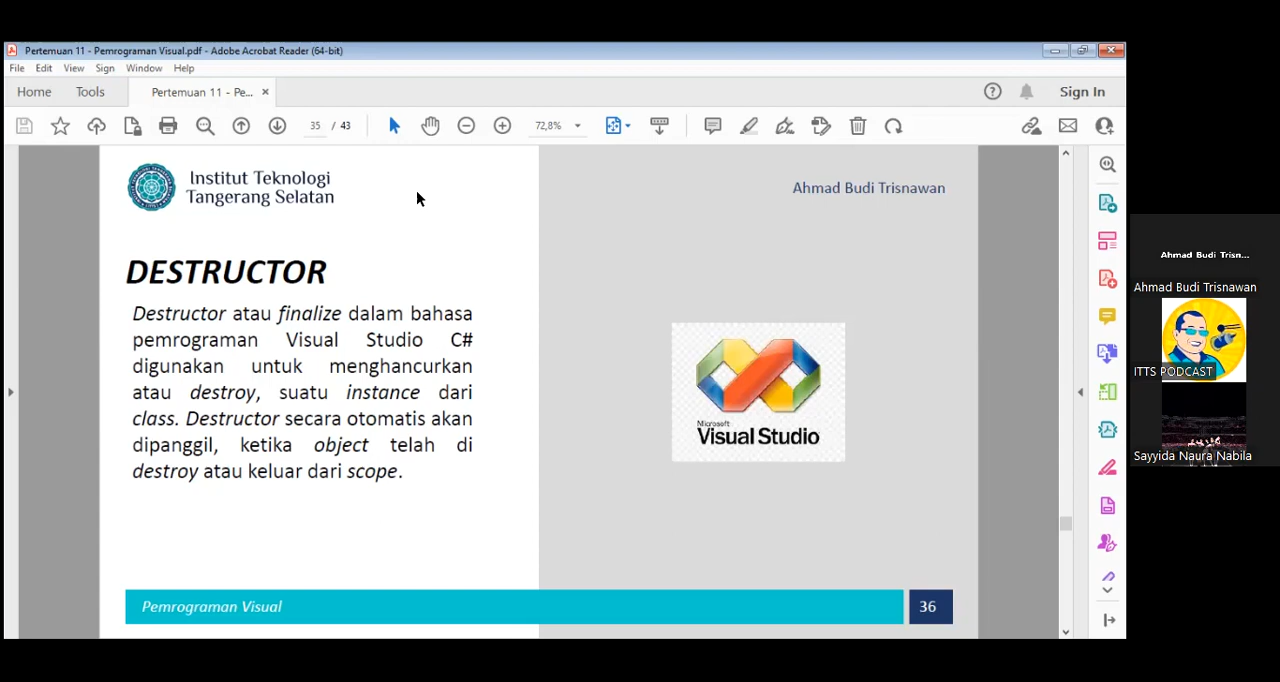 Pertemuan 11 - Pemrograman Visual.pdf - Adobe Acrobat Reader (64-bit)
File Edit View Sign Window Help
Home Tools Pertemuan 11 - Pe... × Sign In
35 / 43 72,8%
Institut Teknologi
Tangerang Selatan
Ahmad Budi Trisnawan
DESTRUCTOR
Destructor atau finalize dalam bahasa
pemrograman Visual Studio C#
digunakan untuk menghancurkan
atau destroy, suatu instance dari
class. Destructor secara otomatis akan
dipanggil, ketika object telah di
destroy atau keluar dari scope.
Microsoft
Visual Studio
Pemrograman Visual
36
Ahmad Budi Trisn...
Ahmad Budi Trisnawan
ITTS PODCAST
Sayyida Naura Nabila